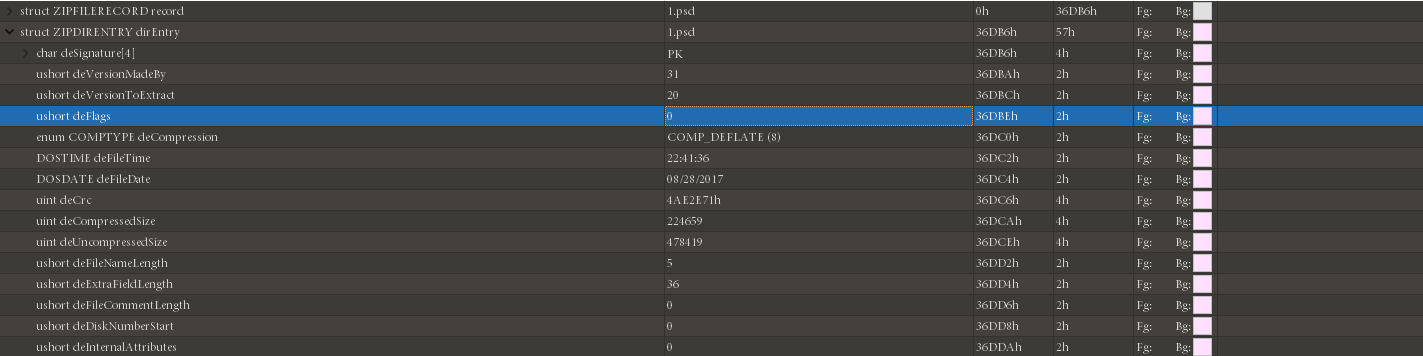 struct ZIPFILERECORD record 1.psd 0h 36DB6h Fg: Bg:
struct ZIPDIRENTRY dirEntry 1.psd 36DB6h 57h Fg: Bg:
char deSignature[4] PK 36DB6h 4h Fg: Bg:
ushort deVersionMadeBy 31 36DBAh 2h Fg: Bg:
ushort deVersionToExtract 20 36DBCh 2h Fg: Bg:
ushort deFlags 0 36DBEh 2h Fg: Bg:
enum COMPTYPE deCompression COMP_DEFLATE (8) 36DC0h 2h Fg: Bg:
DOSTIME deFileTime 22:41:36 36DC2h 2h Fg: Bg:
DOSDATE deFileDate 08/28/2017 36DC4h 2h Fg: Bg:
uint deCrc 4AE2E71h 36DC6h 4h Fg: Bg:
uint deCompressedSize 224659 36DCAh 4h Fg: Bg:
uint deUncompressedSize 478419 36DCEh 4h Fg: Bg:
ushort deFileNameLength 5 36DD2h 2h Fg: Bg:
ushort deExtraFieldLength 36 36DD4h 2h Fg: Bg:
ushort deFileCommentLength 0 36DD6h 2h Fg: Bg:
ushort deDiskNumberStart 0 36DD8h 2h Fg: Bg:
ushort deInternalAttributes 0 36DDAh 2h Fg: Bg: